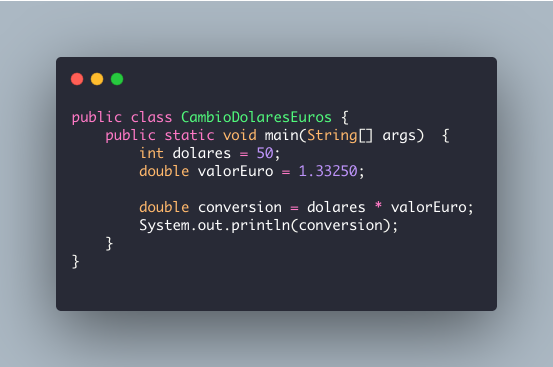 public class CambioDolaresEuros {
    public static void main(String[] args)  {
        int dolares = 50;
        double valorEuro = 1.33250;

        double conversion = dolares * valorEuro;
        System.out.println(conversion);
    }
}